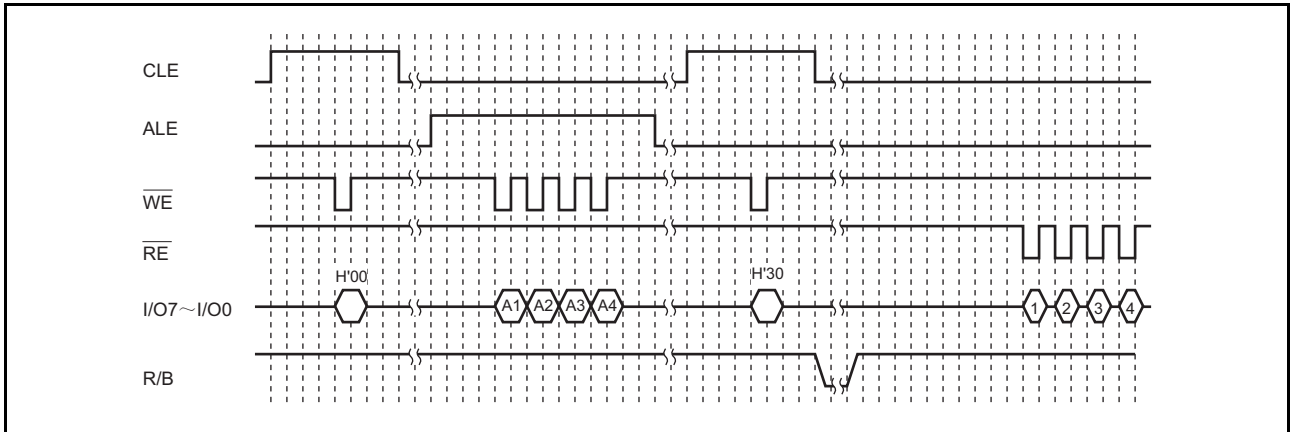 CLE
ALE
WE
RE
H'00 H'30
I/O7～I/O0 A1 A2 A3 A4 1 2 3 4
R/B